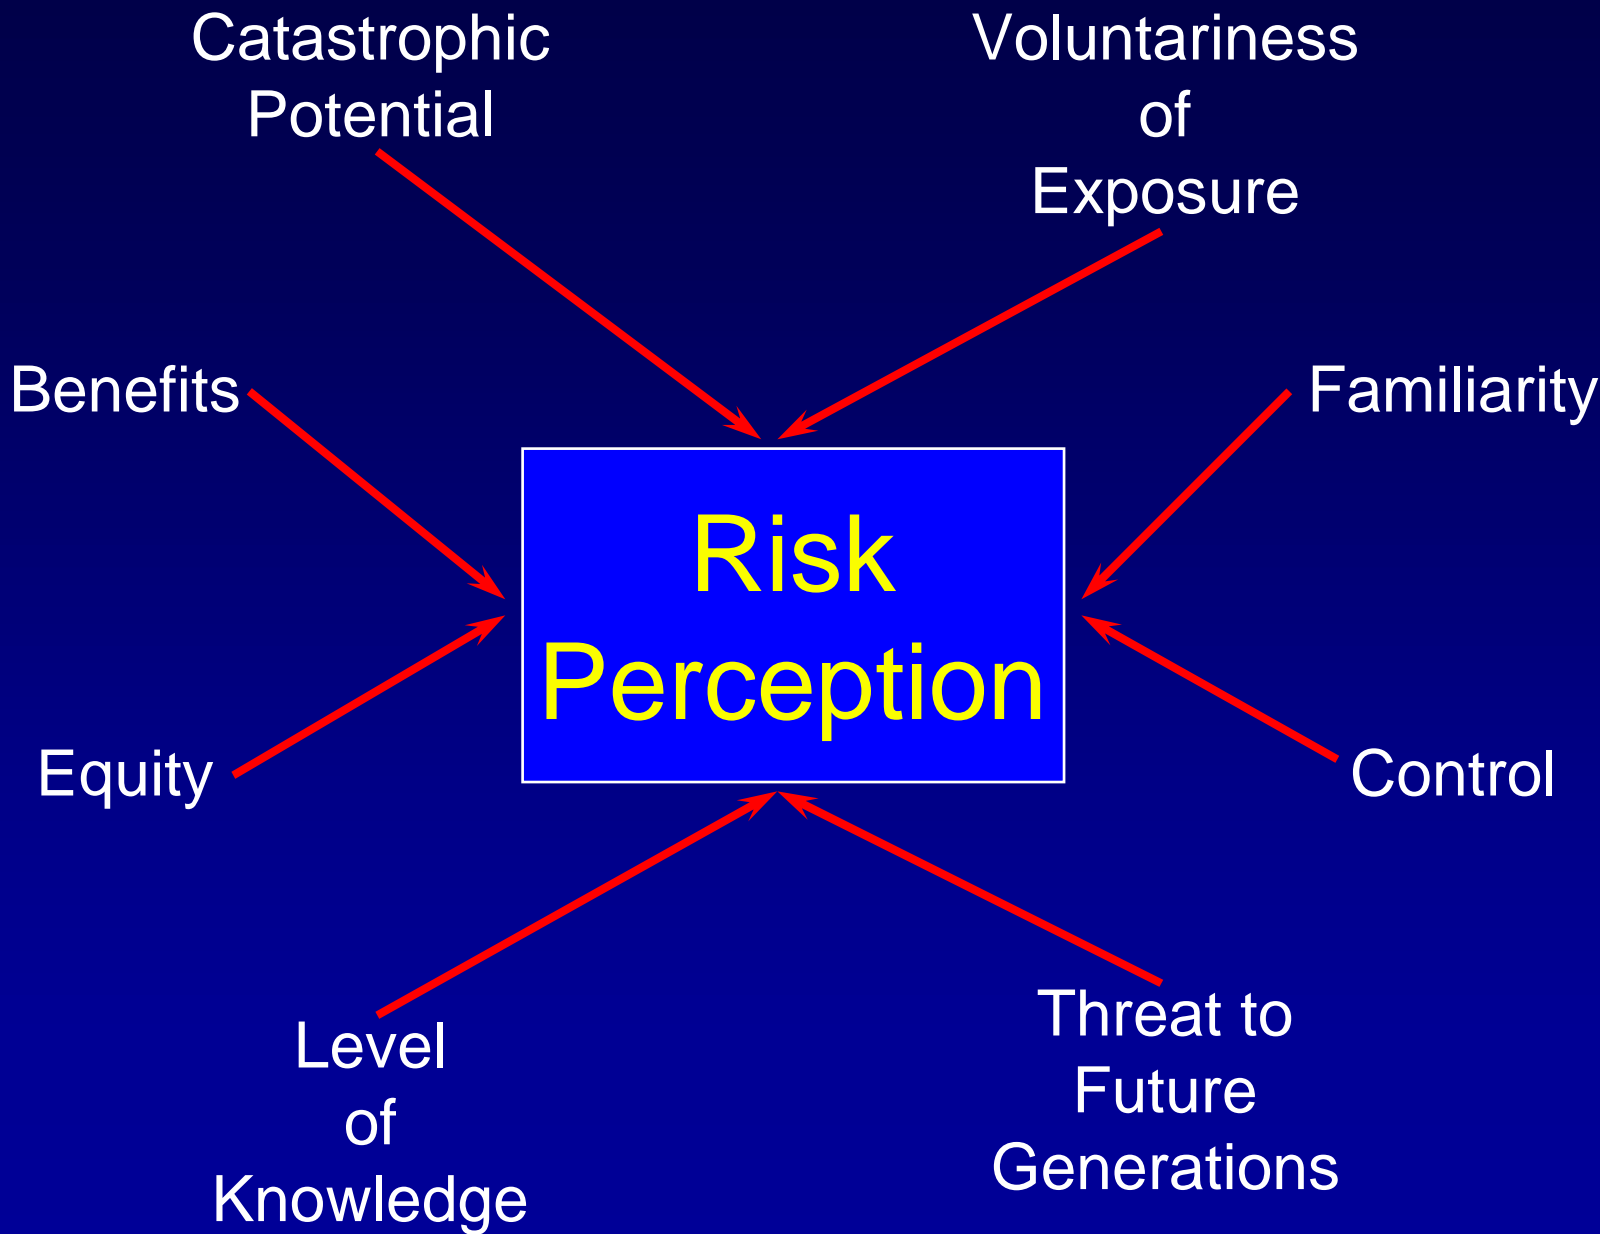 Catastrophic
Potential
Voluntariness
of
Exposure
Benefits
Familiarity
Risk
Perception
Equity
Control
Level
of
Knowledge
Threat to
Future
Generations